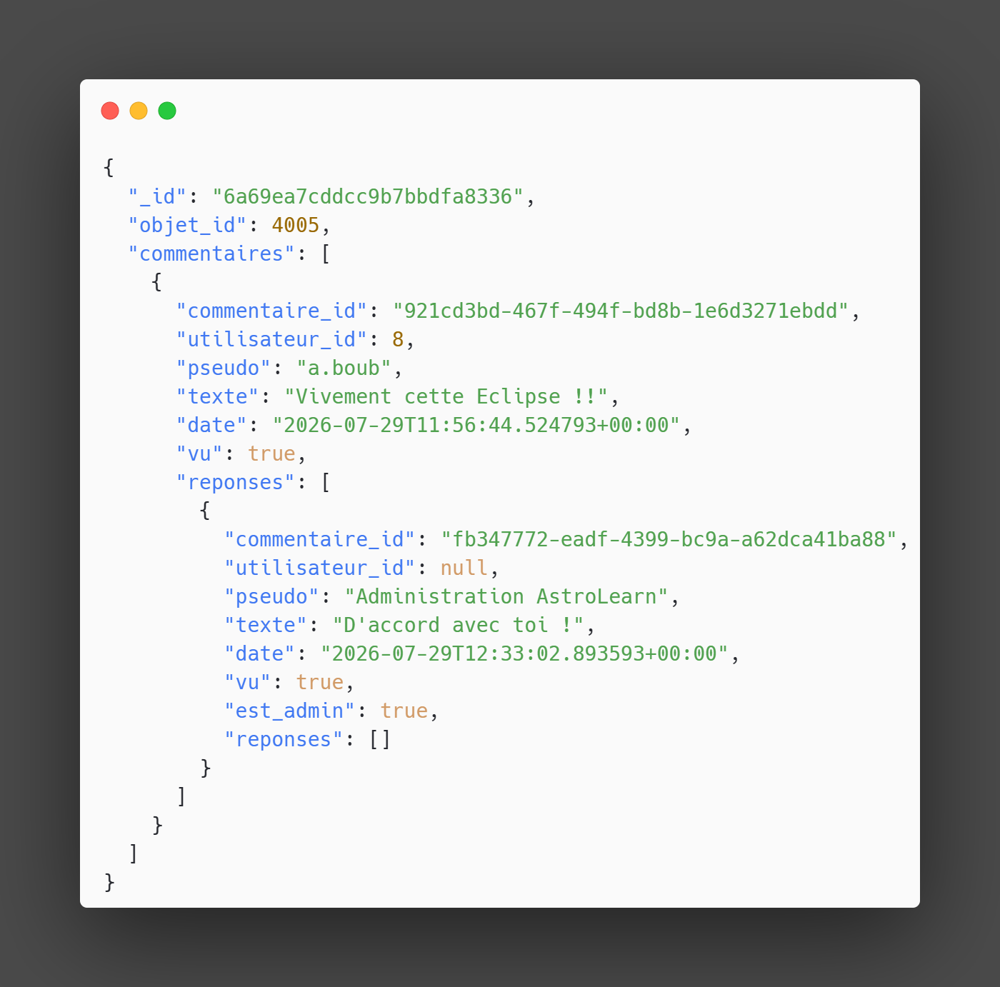 {
  "_id": "6a69ea7cddcc9b7bbdfa8336",
  "objet_id": 4005,
  "commentaires": [
    {
      "commentaire_id": "921cd3bd-467f-494f-bd8b-1e6d3271ebdd",
      "utilisateur_id": 8,
      "pseudo": "a.boub",
      "texte": "Vivement cette Eclipse !!",
      "date": "2026-07-29T11:56:44.524793+00:00",
      "vu": true,
      "reponses": [
        {
          "commentaire_id": "fb347772-eadf-4399-bc9a-a62dca41ba88",
          "utilisateur_id": null,
          "pseudo": "Administration AstroLearn",
          "texte": "D'accord avec toi !",
          "date": "2026-07-29T12:33:02.893593+00:00",
          "vu": true,
          "est_admin": true,
          "reponses": []
        }
      ]
    }
  ]
}